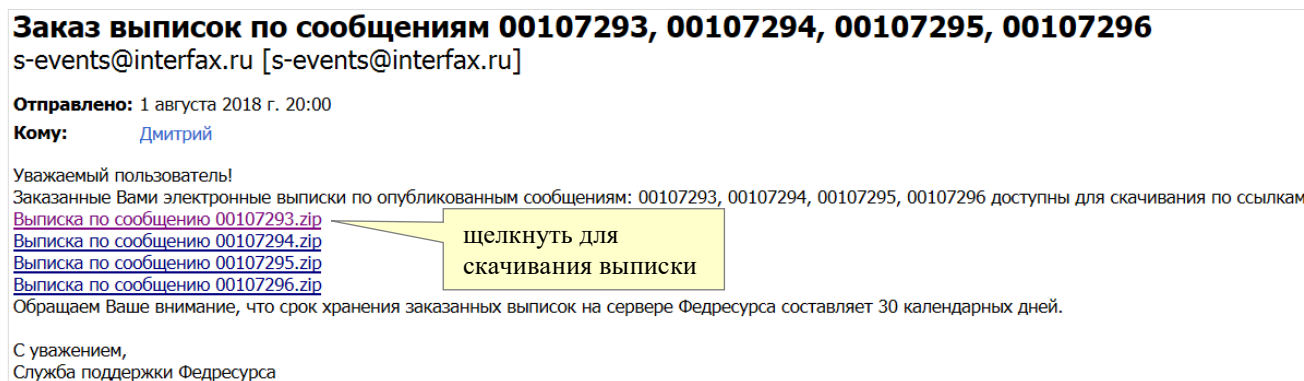 Заказ выписок по сообщениям 00107293, 00107294, 00107295, 00107296
s-events@interfax.ru [s-events@interfax.ru]
Отправлено: 1 августа 2018 г. 20:00
Кому: Дмитрий
Уважаемый пользователь!
Заказанные Вами электронные выписки по опубликованным сообщениям: 00107293, 00107294, 00107295, 00107296 доступны для скачивания по ссылкам
Выписка по сообщению 00107293.zip
Выписка по сообщению 00107294.zip
Выписка по сообщению 00107295.zip
Выписка по сообщению 00107296.zip
щелкнуть для
скачивания выписки
Обращаем Ваше внимание, что срок хранения заказанных выписок на сервере Федресурса составляет 30 календарных дней.
С уважением,
Служба поддержки Федресурса